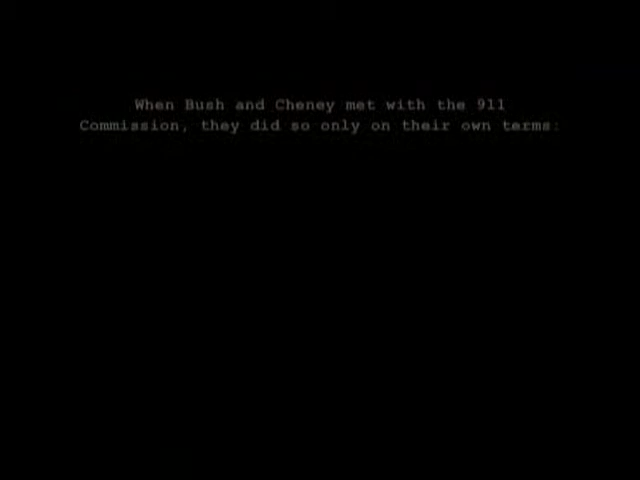 When Bush and Cheney met with the 911
Commission, they did so only on their own terms: